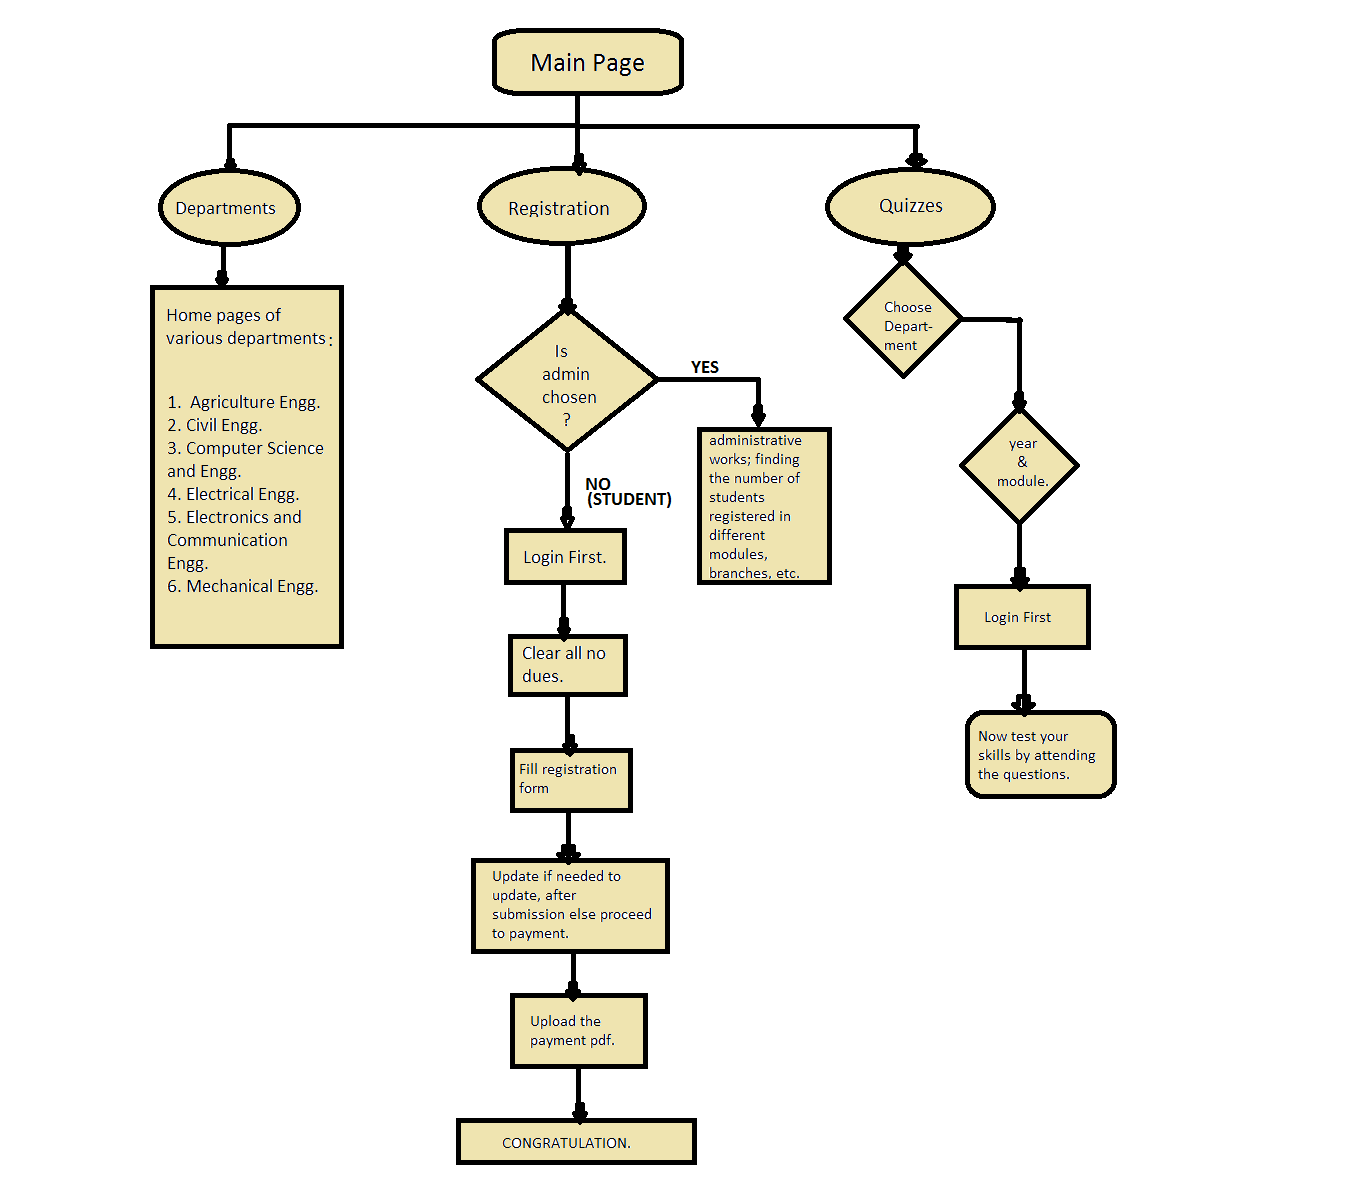 Main Page
Departments
Registration
Quizzes
Home pages of
various departments:
1. Agriculture Engg.
2. Civil Engg.
3. Computer Science
and Engg.
4. Electrical Engg.
5. Electronics and
Communication
Engg.
6. Mechanical Engg.
Is
admin
chosen
?
YES
administrative
works; finding
the number of
students
registered in
different
modules,
branches, etc.
NO
(STUDENT)
Login First.
Clear all no
dues.
Fill registration
form
Update if needed to
update, after
submission else proceed
to payment.
Upload the
payment pdf.
CONGRATULATION.
Choose
Depart-
ment
year
&
module.
Login First
Now test your
skills by attending
the questions.